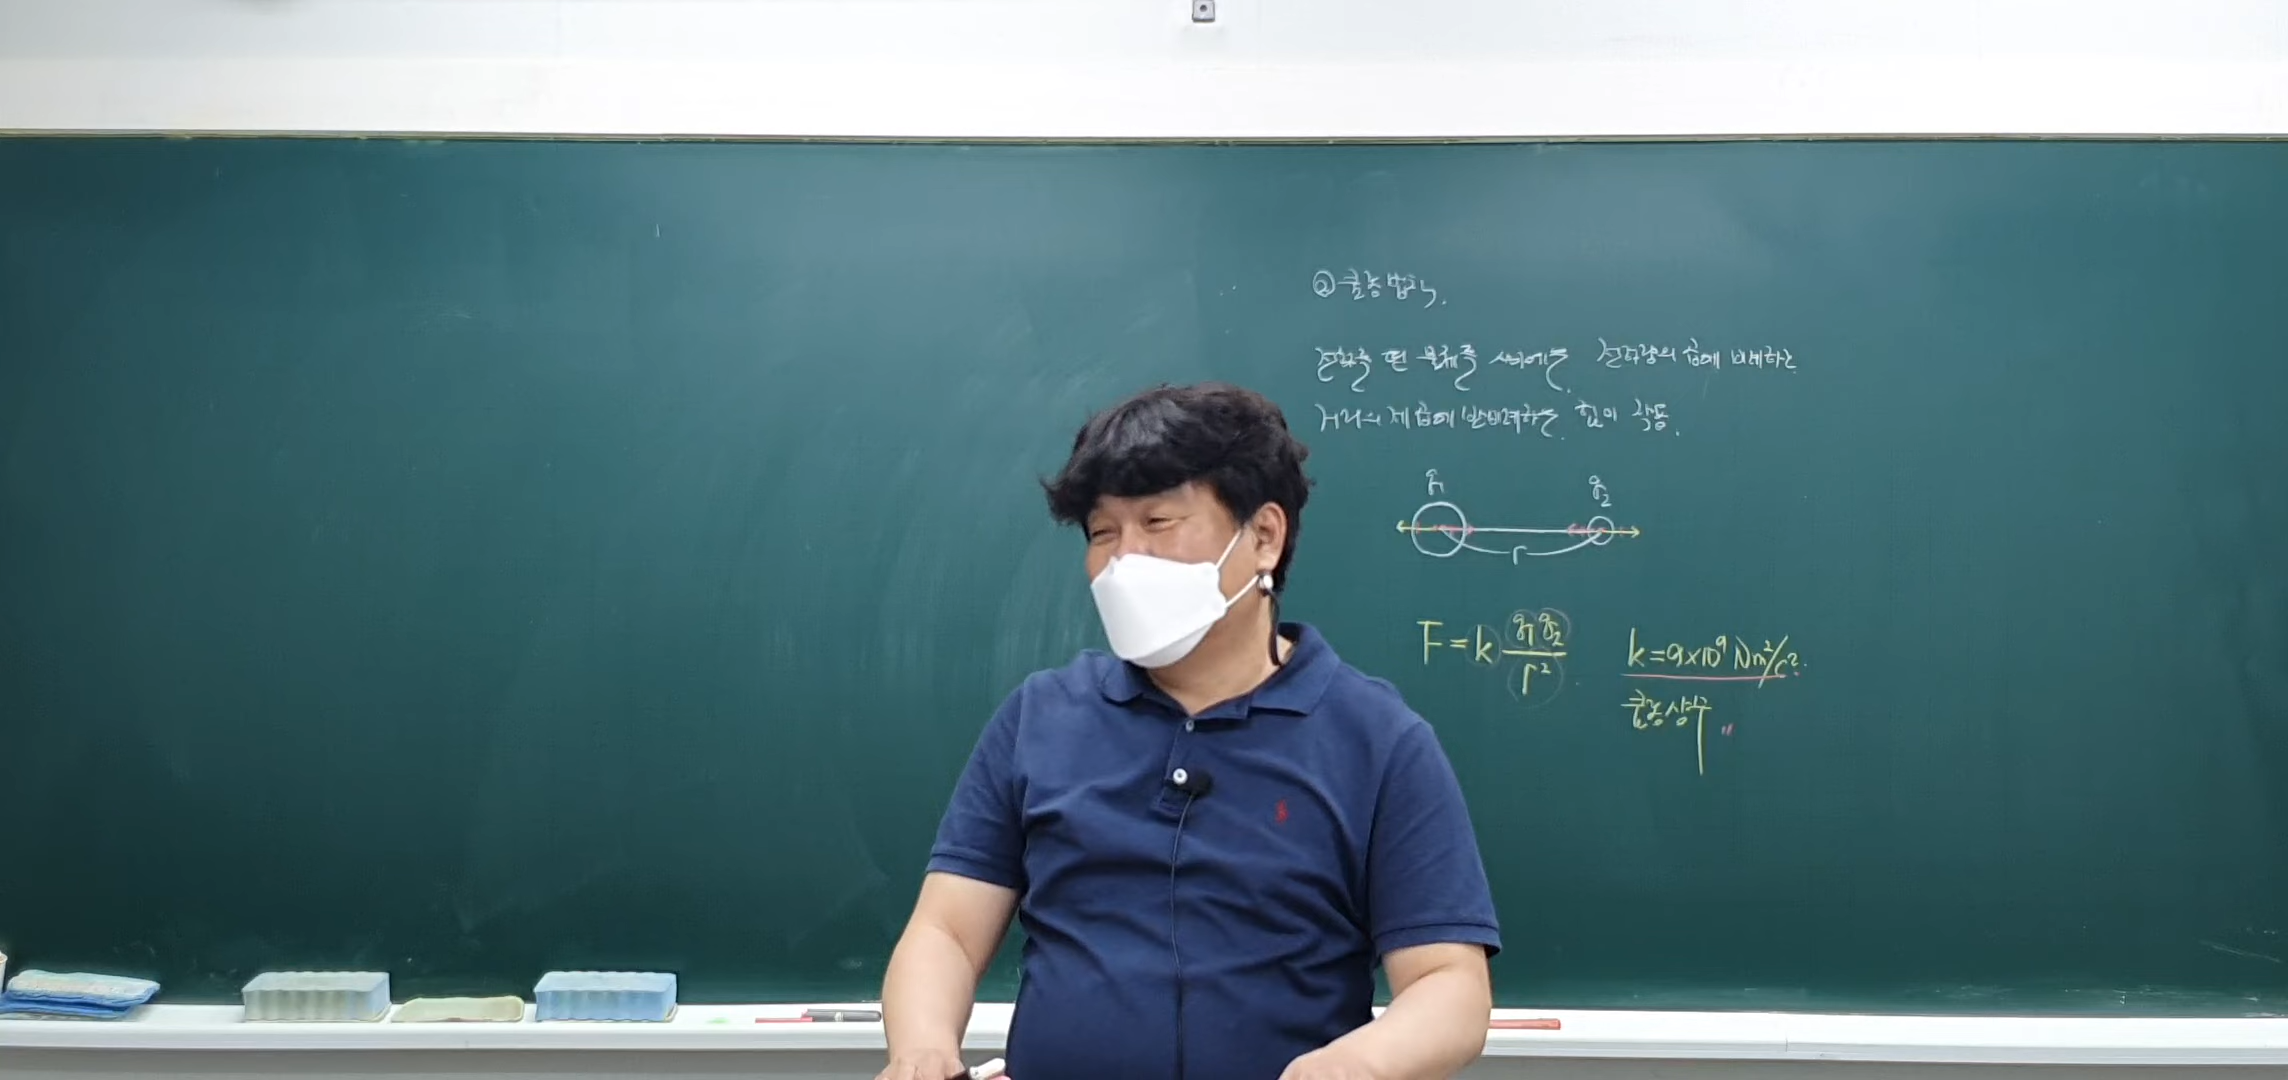 ② 쿨롱법칙.
전하를 띤 물체들 사이에는 전하량의 곱에 비례하고
거리의 제곱에 반비례하는 힘이 작용.
q₁ q₂
r
F = k q₁q₂/r²
k = 9×10⁹ Nm²/C².
쿨롱상수